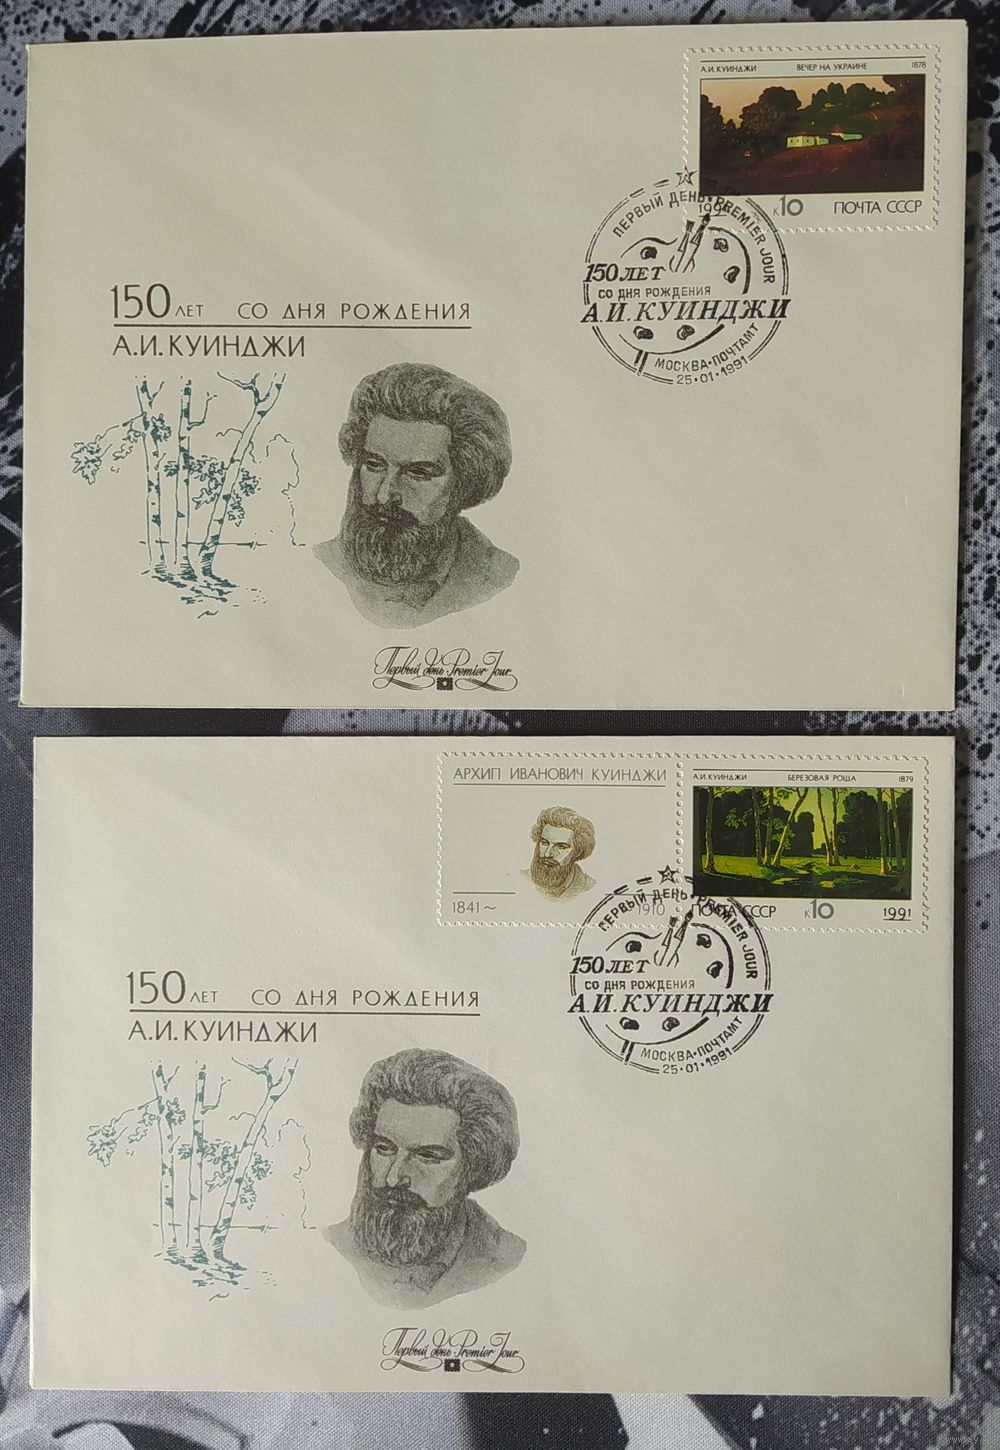 А.И.КУИНДЖИ ВЕЧЕР НА УКРАИНЕ 1878
1991 к10 ПОЧТА СССР
ПЕРВЫЙ ДЕНЬ • PREMIER JOUR
150 ЛЕТ
СО ДНЯ РОЖДЕНИЯ
А.И.КУИНДЖИ
МОСКВА•ПОЧТАМТ
25•01•1991
150 ЛЕТ СО ДНЯ РОЖДЕНИЯ
А.И.КУИНДЖИ
Первый день Premier Jour
АРХИП ИВАНОВИЧ КУИНДЖИ
1841~ 1910
А.И.КУИНДЖИ БЕРЕЗОВАЯ РОЩА 1879
ПОЧТА СССР к10 1991
ПЕРВЫЙ ДЕНЬ • PREMIER JOUR
150 ЛЕТ
СО ДНЯ РОЖДЕНИЯ
А.И.КУИНДЖИ
МОСКВА•ПОЧТАМТ
25•01•1991
150 ЛЕТ СО ДНЯ РОЖДЕНИЯ
А.И.КУИНДЖИ
Первый день Premier Jour